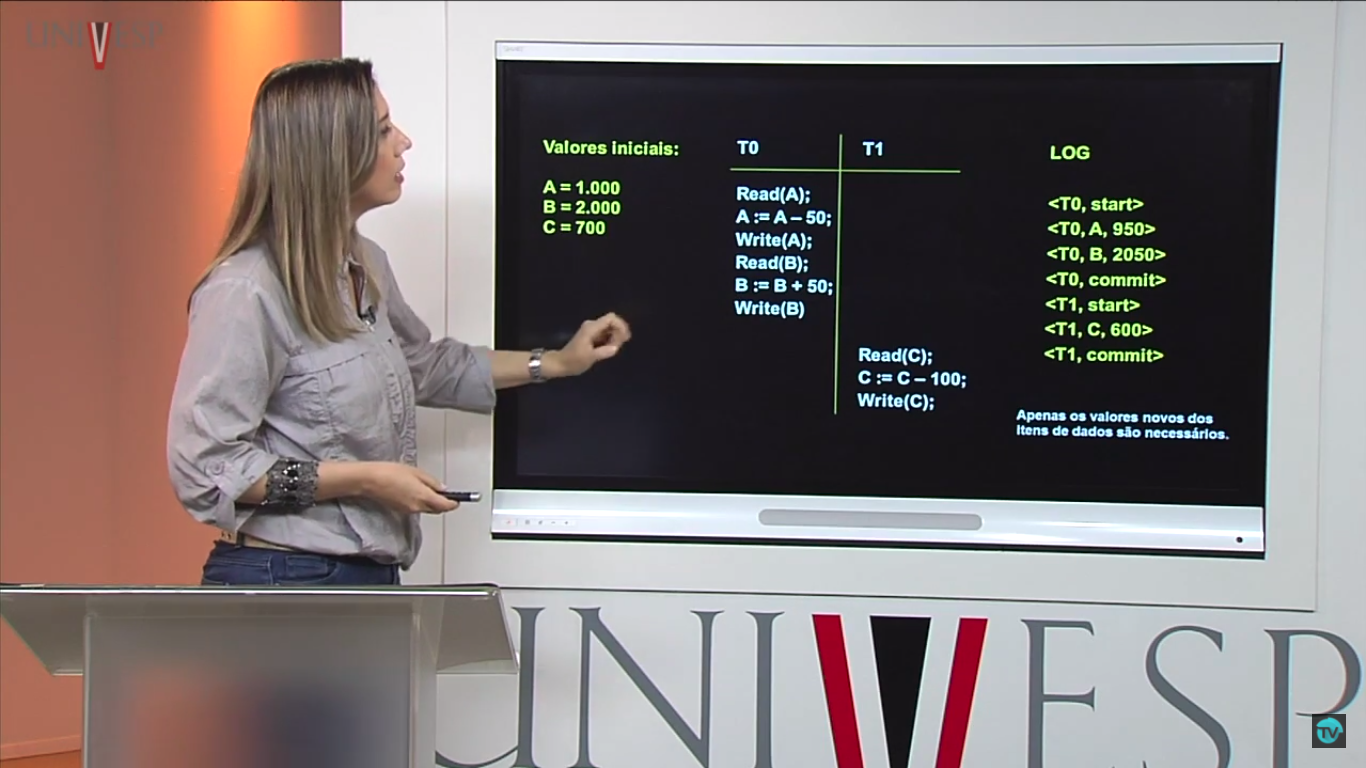 UNIVESP
Valores iniciais:
A = 1.000
B = 2.000
C = 700
T0
T1
Read(A);
A := A – 50;
Write(A);
Read(B);
B := B + 50;
Write(B)
Read(C);
C := C – 100;
Write(C);
LOG
<T0, start>
<T0, A, 950>
<T0, B, 2050>
<T0, commit>
<T1, start>
<T1, C, 600>
<T1, commit>
Apenas os valores novos dos
itens de dados são necessários.
UNIVESP
TV